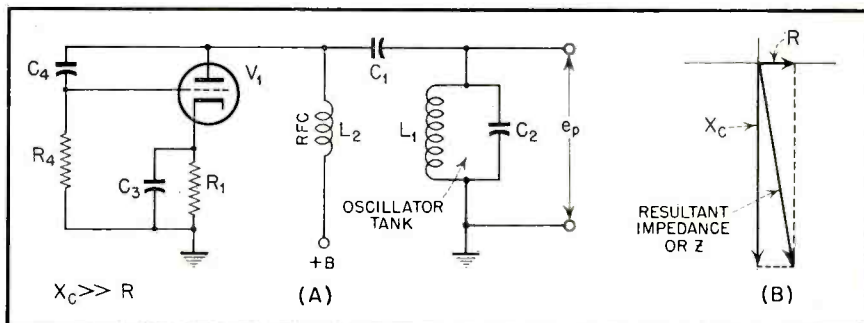 C4
V1
R4
C3
R1
RFC
L2
+B
C1
L1
C2
OSCILLATOR
TANK
ep
XC>> R
(A)
R
XC
RESULTANT
IMPEDANCE
OR Z
(B)